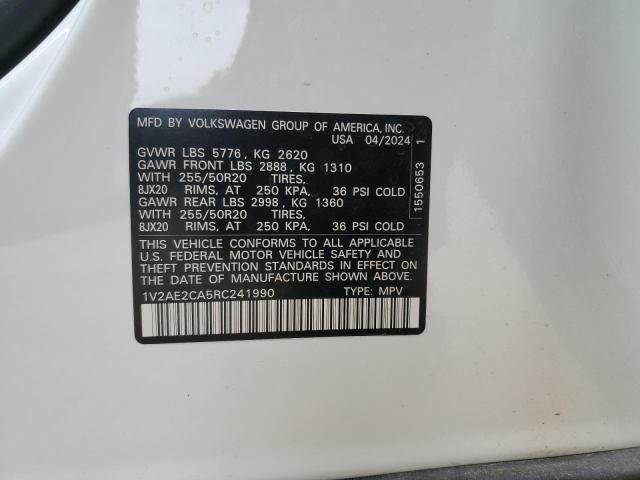 MFD BY VOLKSWAGEN GROUP OF AMERICA, INC.
USA 04/2024
GVWR LBS 5776, KG 2620
GAWR FRONT LBS 2888, KG 1310
WITH 255/50R20 TIRES,
8JX20 RIMS, AT 250 KPA, 36 PSI COLD
GAWR REAR LBS 2998, KG 1360
WITH 255/50R20 TIRES,
8JX20 RIMS, AT 250 KPA, 36 PSI COLD
THIS VEHICLE CONFORMS TO ALL APPLICABLE
U.S. FEDERAL MOTOR VEHICLE SAFETY AND
THEFT PREVENTION STANDARDS IN EFFECT ON
THE DATE OF MANUFACTURE SHOWN ABOVE.
1V2AE2CA5RC241990 TYPE: MPV
1550653 1